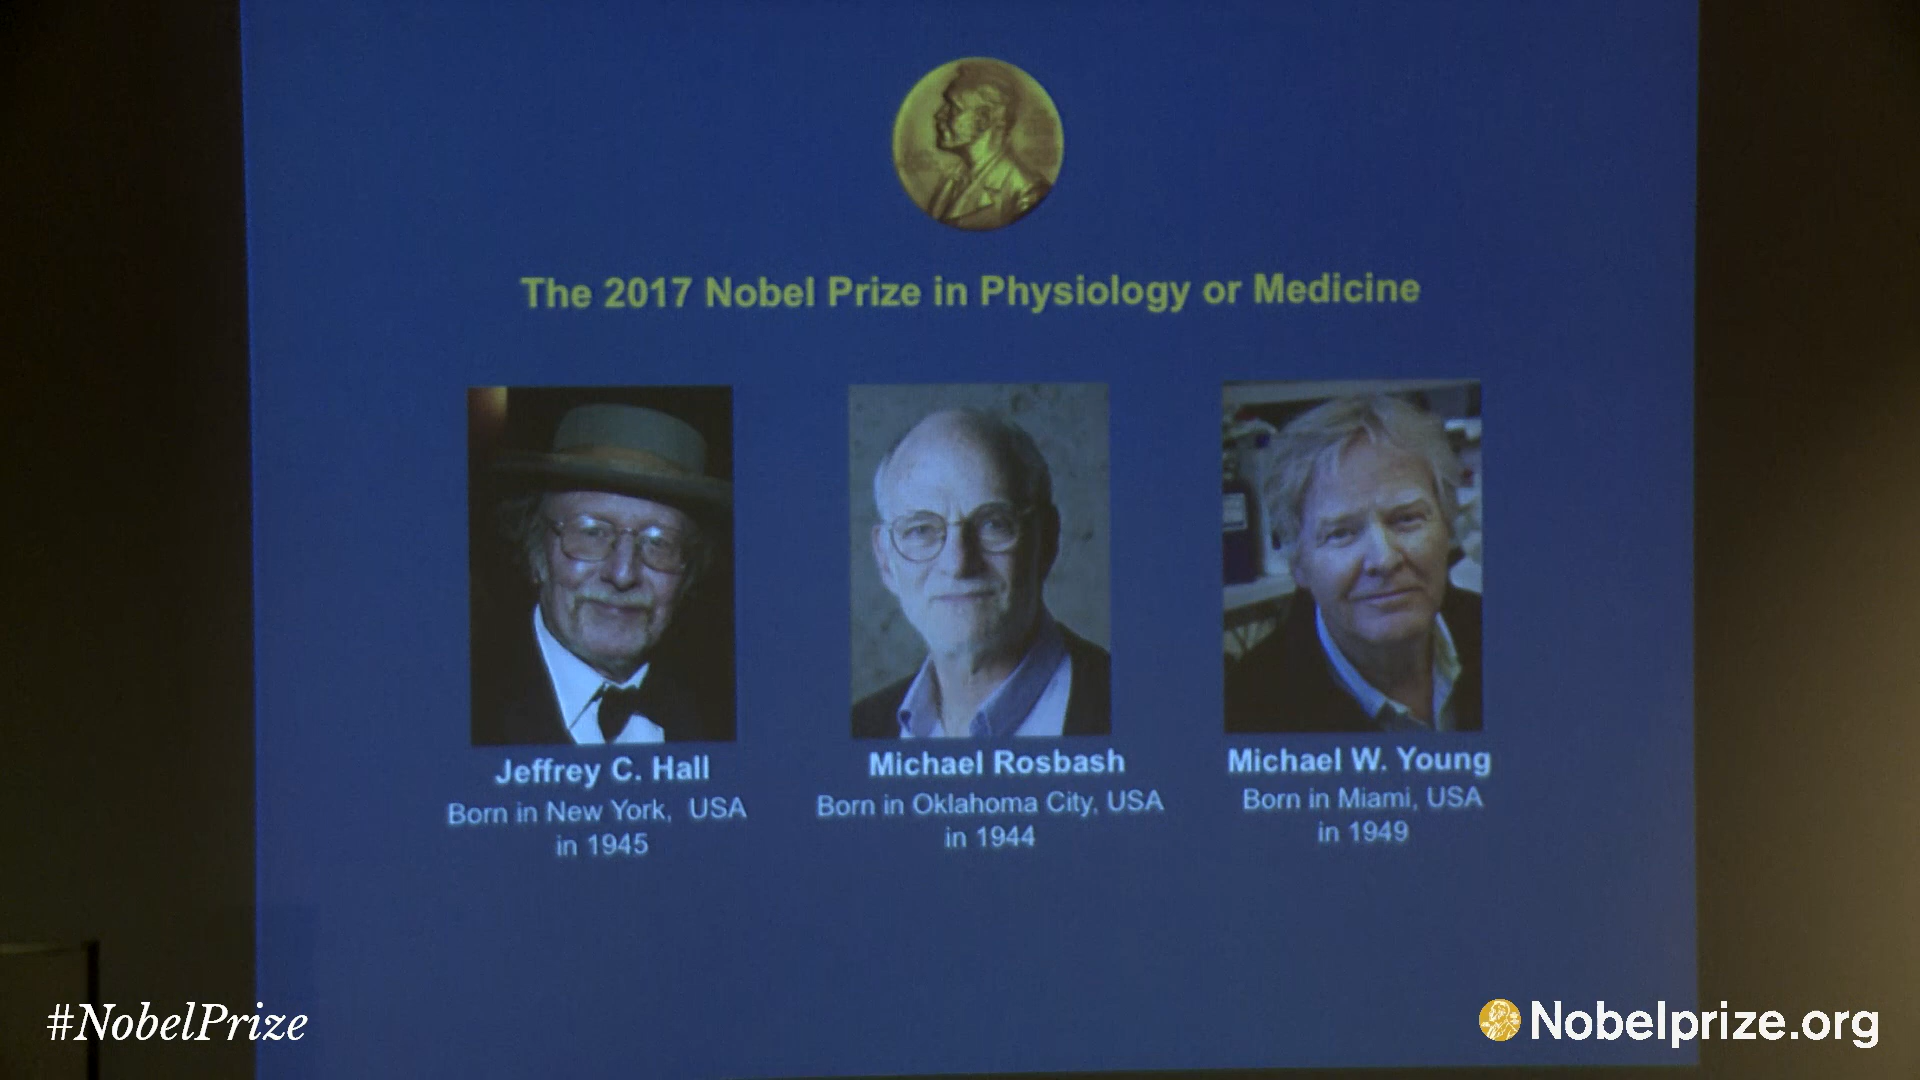 The 2017 Nobel Prize in Physiology or Medicine
Jeffrey C. Hall
Born in New York, USA
in 1945
Michael Rosbash
Born in Oklahoma City, USA
in 1944
Michael W. Young
Born in Miami, USA
in 1949
#NobelPrize
Nobelprize.org